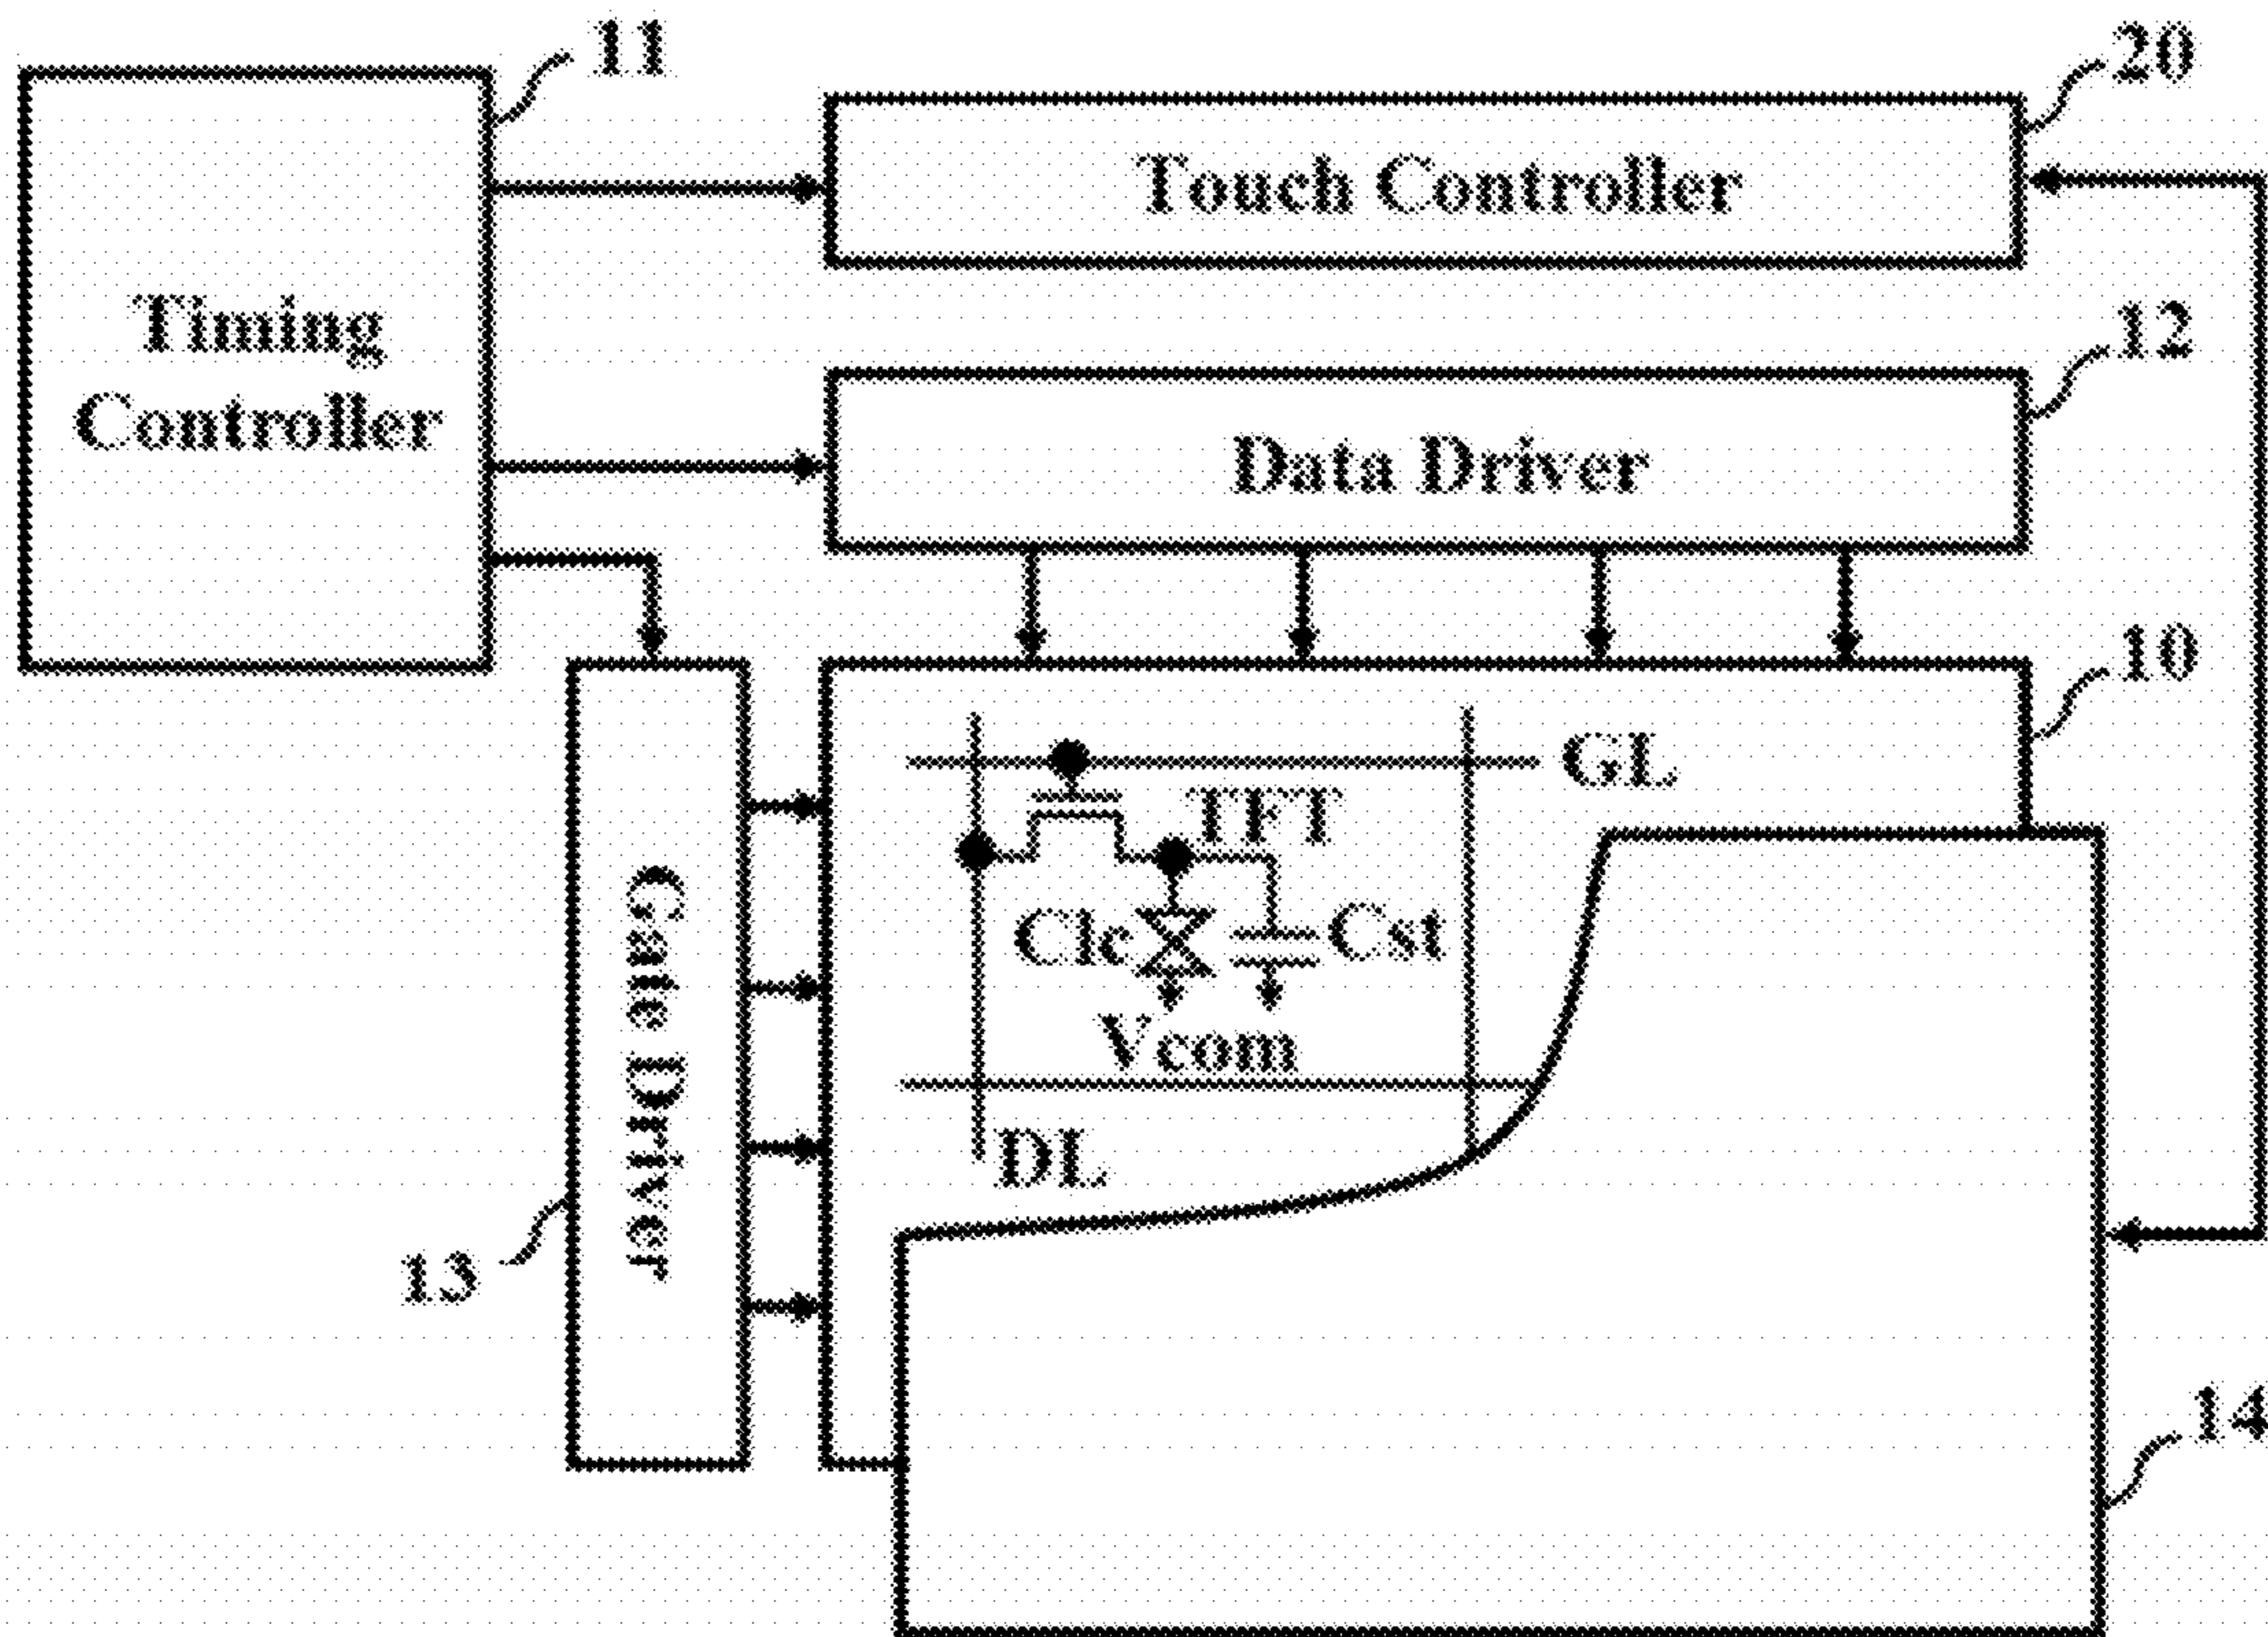 11
20
Touch Controller
Timing
Controller
12
Data Driver
10
GL
TFT
Clc
Cst
Vcom
Gate Driver
DL
13
14